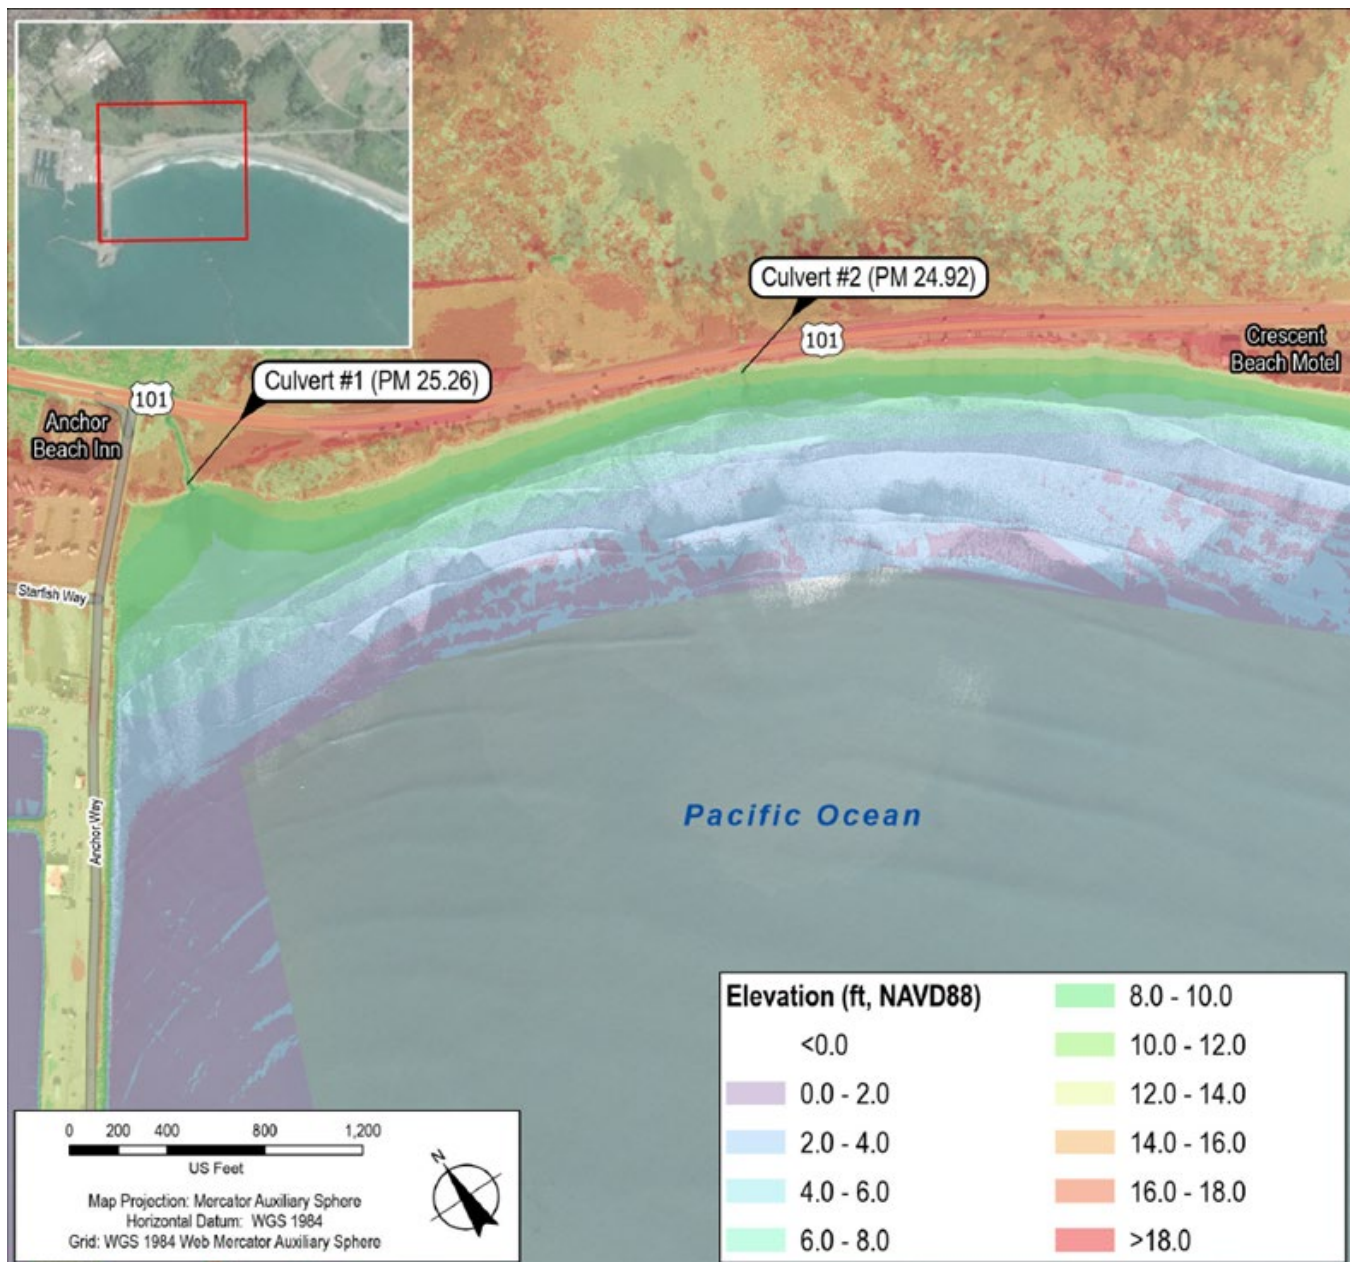 Culvert #2 (PM 24.92)
101
Crescent
Beach Motel
Culvert #1 (PM 25.26)
101
Anchor
Beach Inn
Starfish Way
Anchor Way
Pacific Ocean
Elevation (ft, NAVD88)
<0.0
0.0 - 2.0
2.0 - 4.0
4.0 - 6.0
6.0 - 8.0
8.0 - 10.0
10.0 - 12.0
12.0 - 14.0
14.0 - 16.0
16.0 - 18.0
>18.0
0 200 400 800 1,200
US Feet
Map Projection: Mercator Auxiliary Sphere
Horizontal Datum: WGS 1984
Grid: WGS 1984 Web Mercator Auxiliary Sphere
N